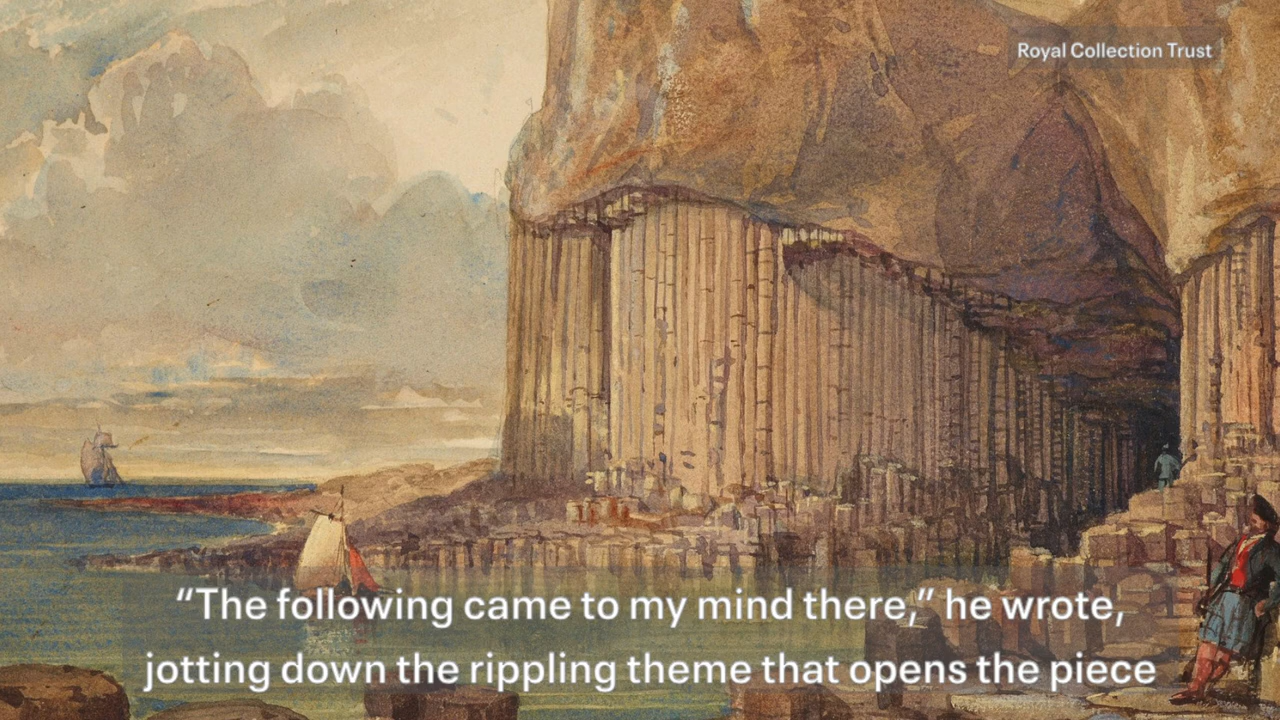 Royal Collection Trust
“The following came to my mind there,” he wrote,
jotting down the rippling theme that opens the piece